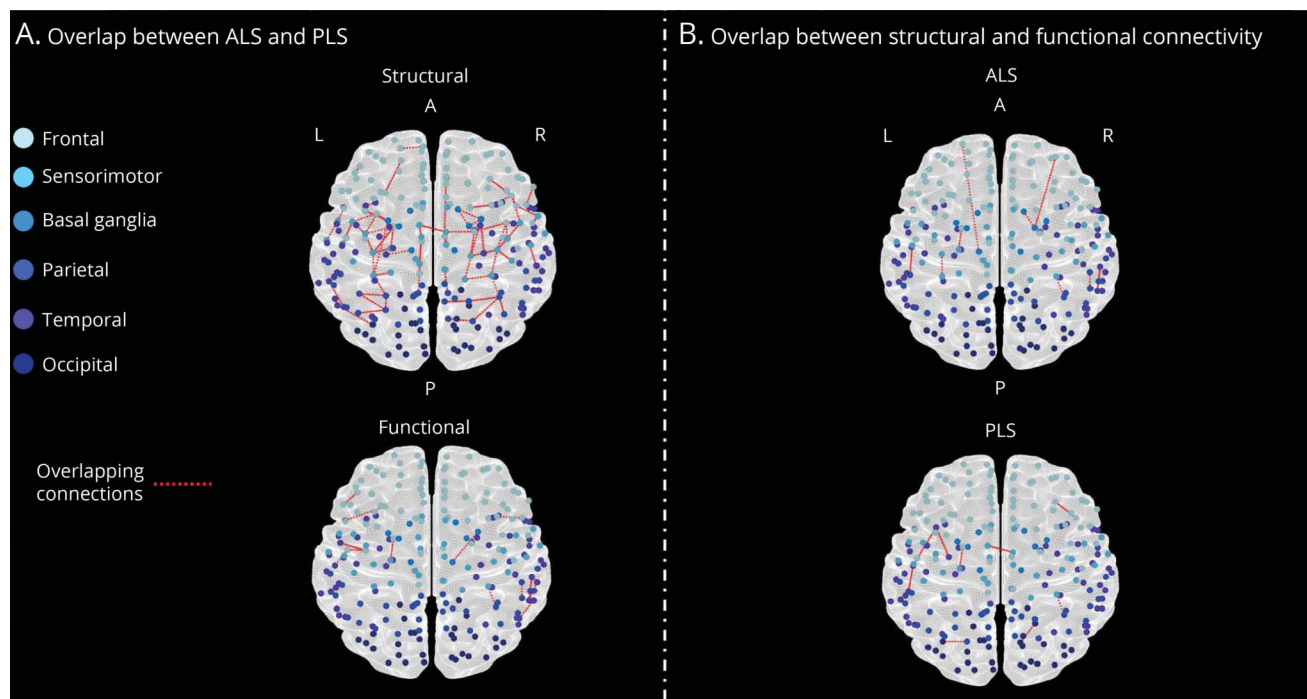 A. Overlap between ALS and PLS
Structural
A
L
R
Frontal
Sensorimotor
Basal ganglia
Parietal
Temporal
Occipital
P
Functional
Overlapping
connections
B. Overlap between structural and functional connectivity
ALS
A
L
R
P
PLS